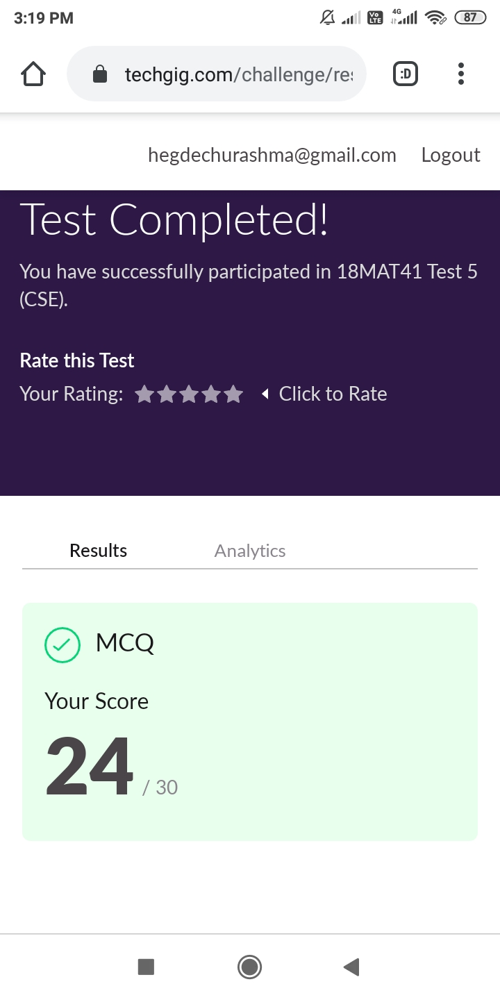 3:19 PM
Vo LTE
4G
87
techgig.com/challenge/re
:D
hegdechurashma@gmail.com Logout
Test Completed!
You have successfully participated in 18MAT41 Test 5
(CSE).
Rate this Test
Your Rating: Click to Rate
Results Analytics
MCQ
Your Score
24 / 30